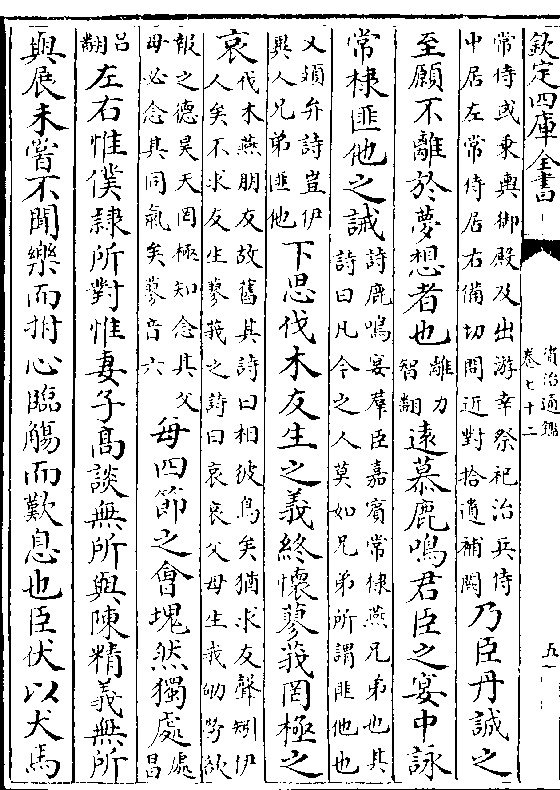 欽定四庫全書
資治通鑑
卷七十二
五
常侍或乘輿御殿及出游幸祭祀治兵侍
中居左常侍居右備切問近對拾遺補闕
乃臣丹誠之
至願不離於夢想者也
離力
智翻
遠慕鹿鳴君臣之宴中詠
常棣匪他之誡
詩鹿鳴宴羣臣嘉賓常棣燕兄弟也其
詩曰凡今之人莫如兄弟所謂匪他也
又頍弁詩豈伊
異人兄弟匪他
下思伐木友生之義終懷蓼莪罔極之
哀
伐木燕朋友故舊其詩曰相彼鳥矣猶求友聲矧伊
人矣不求友生蓼莪之詩曰哀哀父母生我劬勞欲
報之德昊天罔極知念其父
母必念其同氣矣蓼音六
每四節之會塊然獨處
處
昌
吕
翻
左右惟僕隷所對惟妻子髙談無所與陳精義無所
與展未嘗不聞樂而拊心臨觴而歎息也臣伏以犬馬